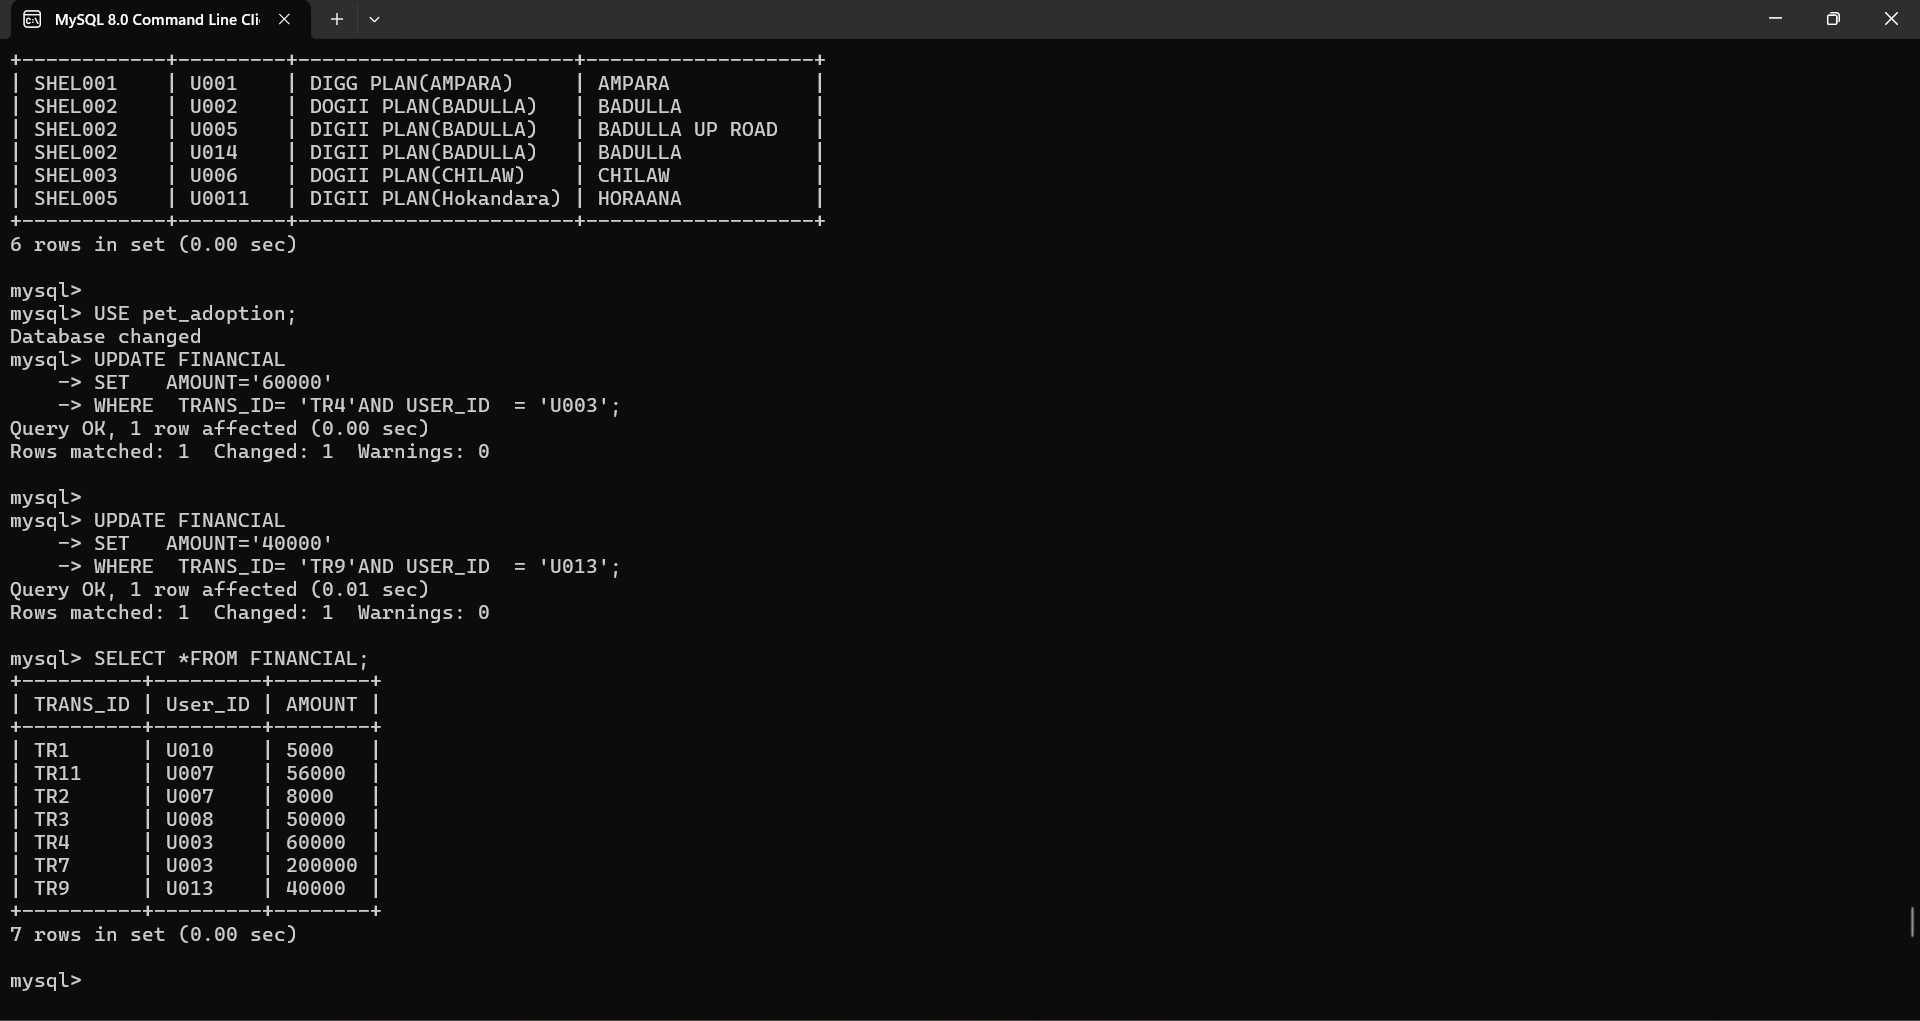 MySQL 8.0 Command Line Cli
+------------+---------+-----------------------+-------------------+
| SHEL001    | U001    | DIGG PLAN(AMPARA)     | AMPARA            |
| SHEL002    | U002    | DOGII PLAN(BADULLA)   | BADULLA           |
| SHEL002    | U005    | DIGII PLAN(BADULLA)   | BADULLA UP ROAD   |
| SHEL002    | U014    | DIGII PLAN(BADULLA)   | BADULLA           |
| SHEL003    | U006    | DOGII PLAN(CHILAW)    | CHILAW            |
| SHEL005    | U0011   | DIGII PLAN(Hokandara) | HORAANA           |
+------------+---------+-----------------------+-------------------+
6 rows in set (0.00 sec)

mysql>
mysql> USE pet_adoption;
Database changed
mysql> UPDATE FINANCIAL
    -> SET   AMOUNT='60000'
    -> WHERE  TRANS_ID= 'TR4'AND USER_ID  = 'U003';
Query OK, 1 row affected (0.00 sec)
Rows matched: 1  Changed: 1  Warnings: 0

mysql>
mysql> UPDATE FINANCIAL
    -> SET   AMOUNT='40000'
    -> WHERE  TRANS_ID= 'TR9'AND USER_ID  = 'U013';
Query OK, 1 row affected (0.01 sec)
Rows matched: 1  Changed: 1  Warnings: 0

mysql> SELECT *FROM FINANCIAL;
+----------+---------+--------+
| TRANS_ID | User_ID | AMOUNT |
+----------+---------+--------+
| TR1      | U010    | 5000   |
| TR11     | U007    | 56000  |
| TR2      | U007    | 8000   |
| TR3      | U008    | 50000  |
| TR4      | U003    | 60000  |
| TR7      | U003    | 200000 |
| TR9      | U013    | 40000  |
+----------+---------+--------+
7 rows in set (0.00 sec)

mysql>